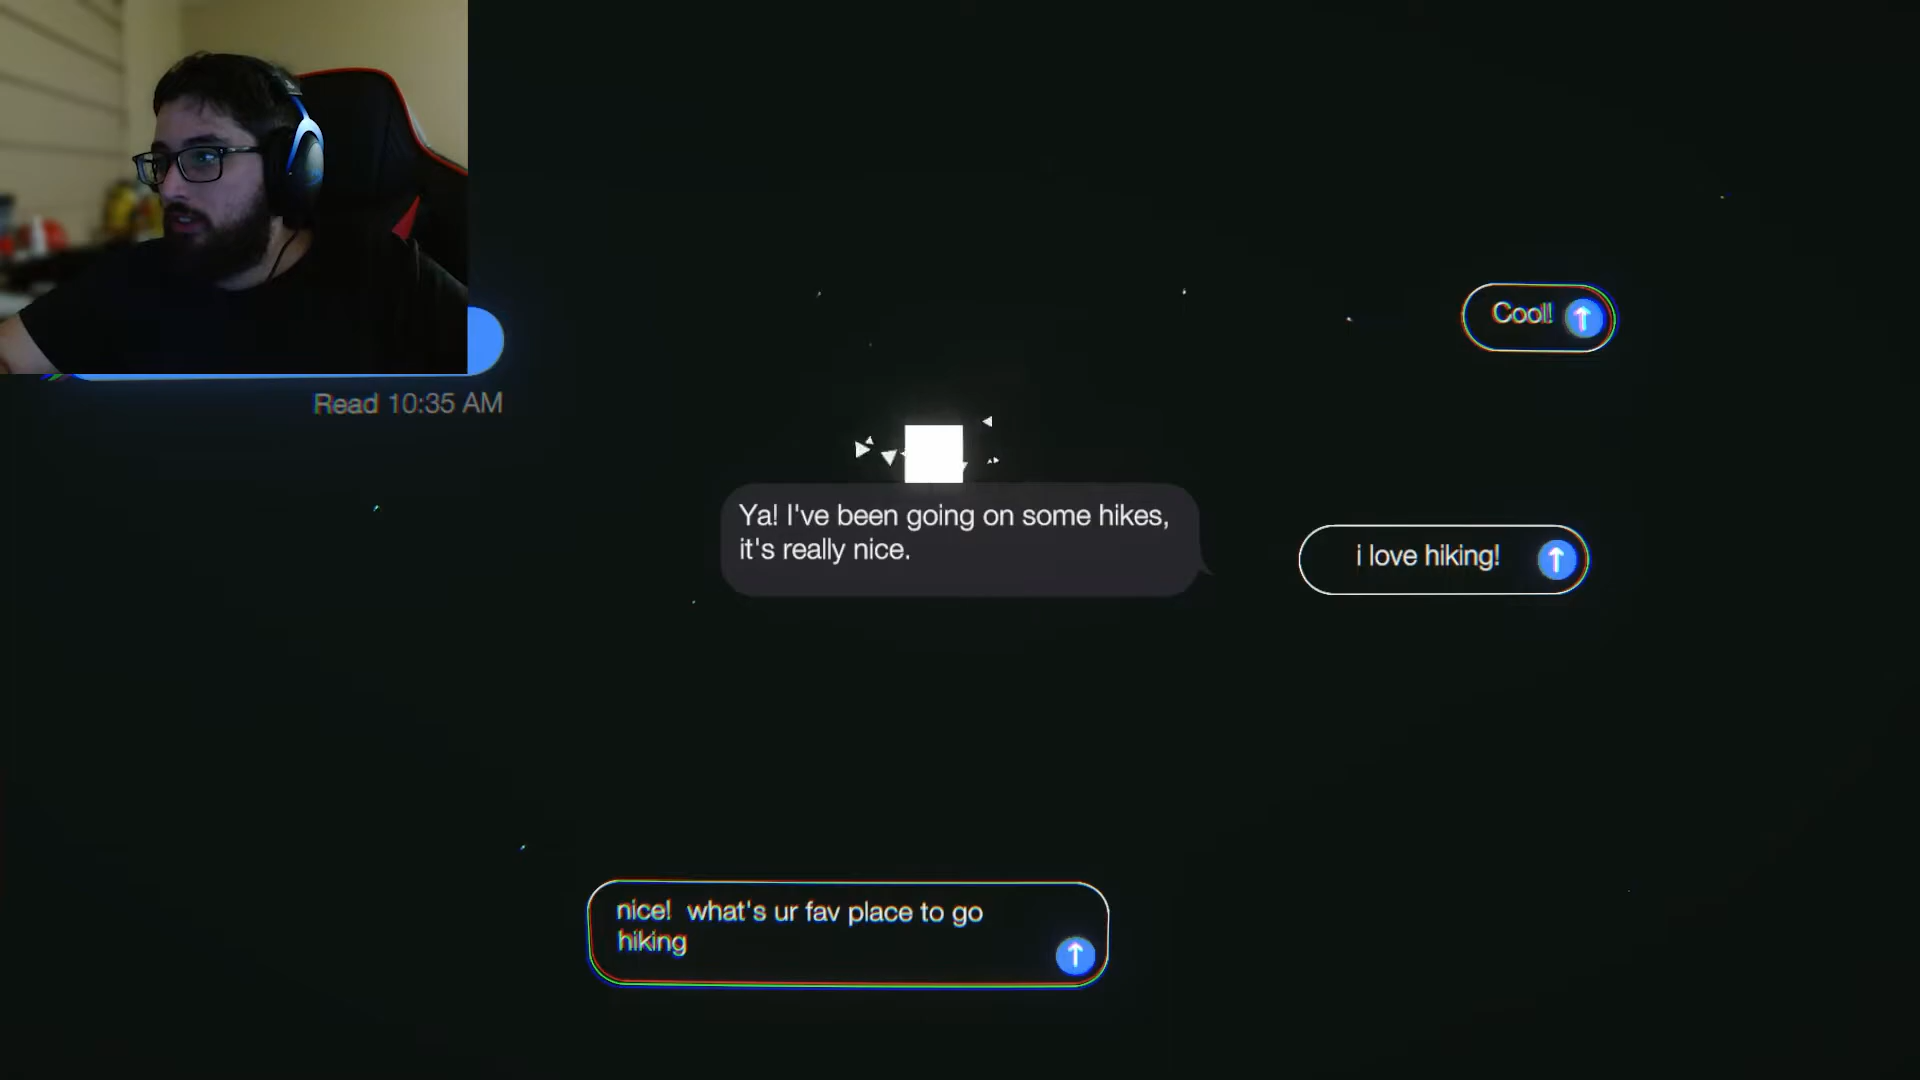 Read 10:35 AM
Cool!
Ya! I've been going on some hikes,
it's really nice.
i love hiking!
nice!  what's ur fav place to go
hiking